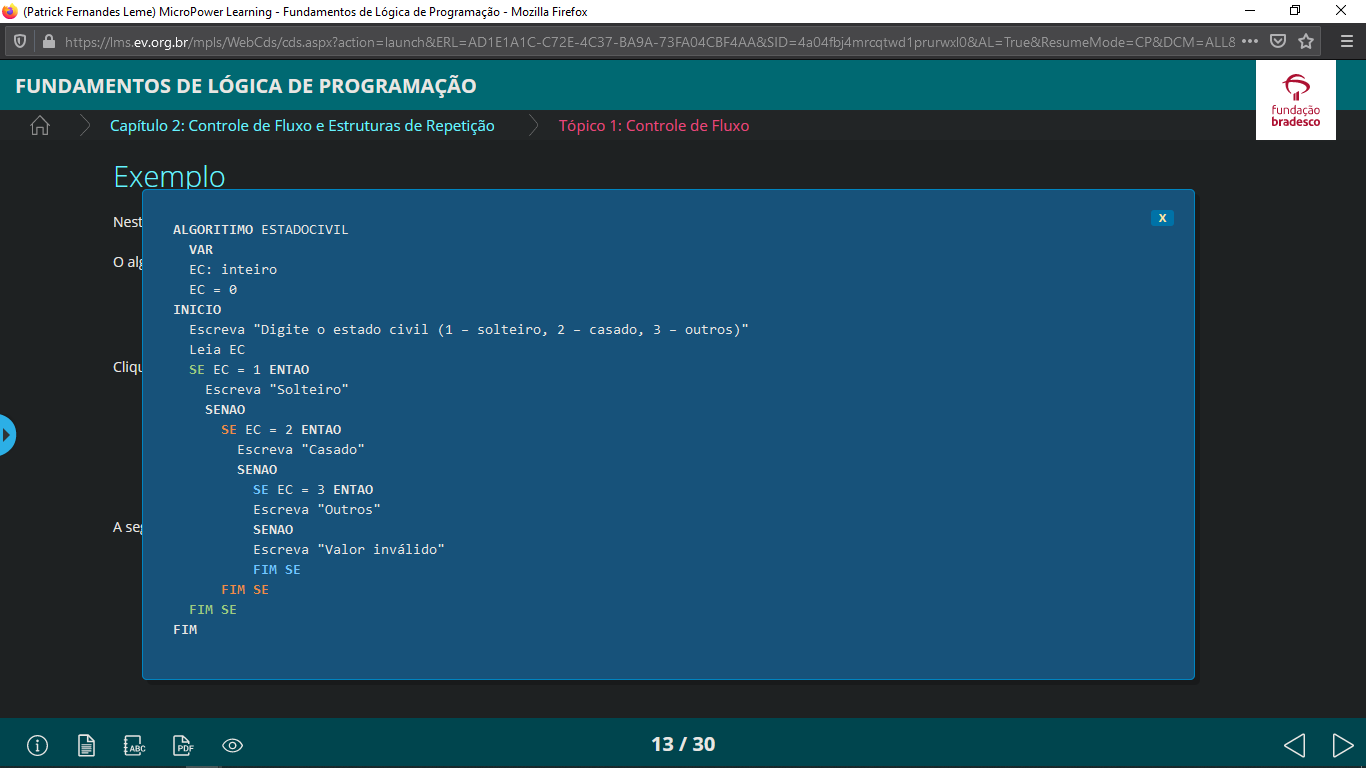 (Patrick Fernandes Leme) MicroPower Learning - Fundamentos de Lógica de Programação - Mozilla Firefox
https://lms.ev.org.br/mpls/WebCds/cds.aspx?action=launch&ERL=AD1E1A1C-C72E-4C37-BA9A-73FA04CBF4AA&SID=4a04fbj4mrcqtwd1prurwxl0&AL=True&ResumeMode=CP&DCM=ALL&
FUNDAMENTOS DE LÓGICA DE PROGRAMAÇÃO
fundação
bradesco
Capítulo 2: Controle de Fluxo e Estruturas de Repetição
Tópico 1: Controle de Fluxo
Exemplo
X
ALGORITIMO ESTADOCIVIL
VAR
EC: inteiro
EC = 0
INICIO
Escreva "Digite o estado civil (1 – solteiro, 2 – casado, 3 – outros)"
Leia EC
SE EC = 1 ENTAO
Escreva "Solteiro"
SENAO
SE EC = 2 ENTAO
Escreva "Casado"
SENAO
SE EC = 3 ENTAO
Escreva "Outros"
SENAO
Escreva "Valor inválido"
FIM SE
FIM SE
FIM SE
FIM
ABC
PDF
13 / 30